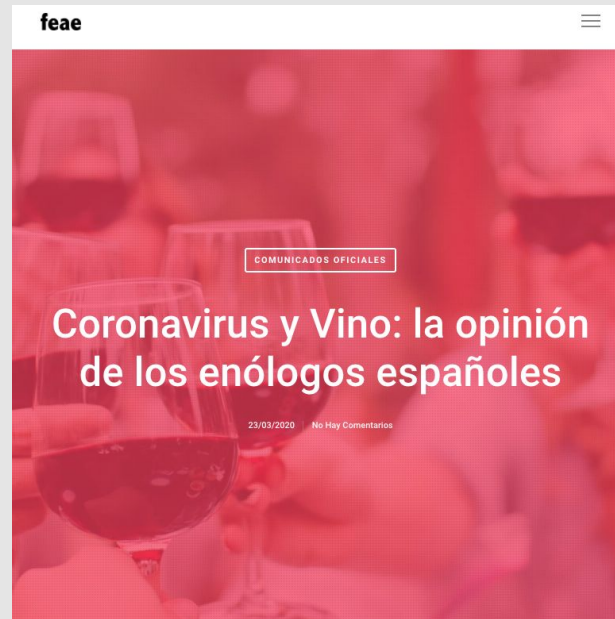 feae
COMUNICADOS OFICIALES
Coronavirus y Vino: la opinión
de los enólogos españoles
23/03/2020 No Hay Comentarios